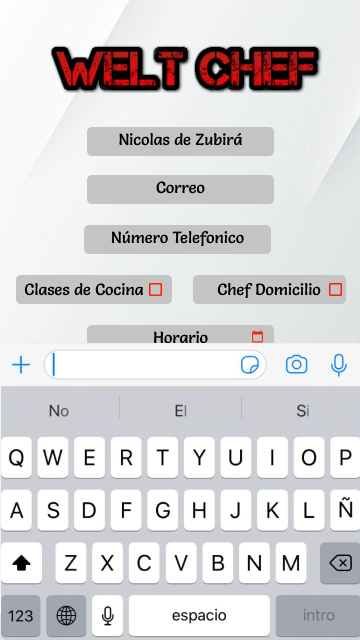 WELT CHEF
Nicolas de Zubirá
Correo
Número Telefonico
Clases de Cocina Chef Domicilio
Horario
No El Si
Q W E R T Y U I O P
A S D F G H J K L Ñ
Z X C V B N M
123 espacio intro